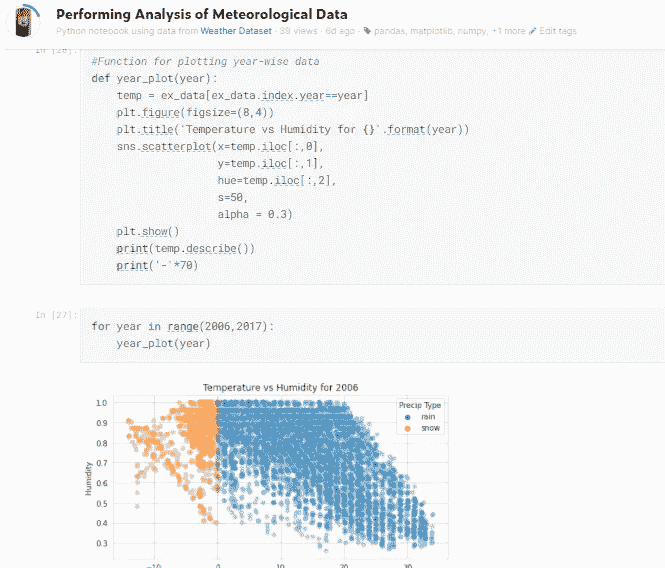 Performing Analysis of Meteorological Data
Python notebook using data from Weather Dataset · 39 views · 6d ago · pandas, matplotlib, numpy, +1 more Edit tags
#Function for plotting year-wise data
def year_plot(year):
temp = ex_data[ex_data.index.year==year]
plt.figure(figsize=(8,4))
plt.title('Temperature vs Humidity for {}'.format(year))
sns.scatterplot(x=temp.iloc[:,0],
y=temp.iloc[:,1],
hue=temp.iloc[:,2],
s=50,
alpha = 0.3)
plt.show()
print(temp.describe())
print('-'*70)
In [27]:
for year in range(2006,2017):
year_plot(year)
Temperature vs Humidity for 2006
Precip Type
rain
snow
Humidity
1.0
0.9
0.8
0.7
0.6
0.5
0.4
0.3
−10 0 10 20 30